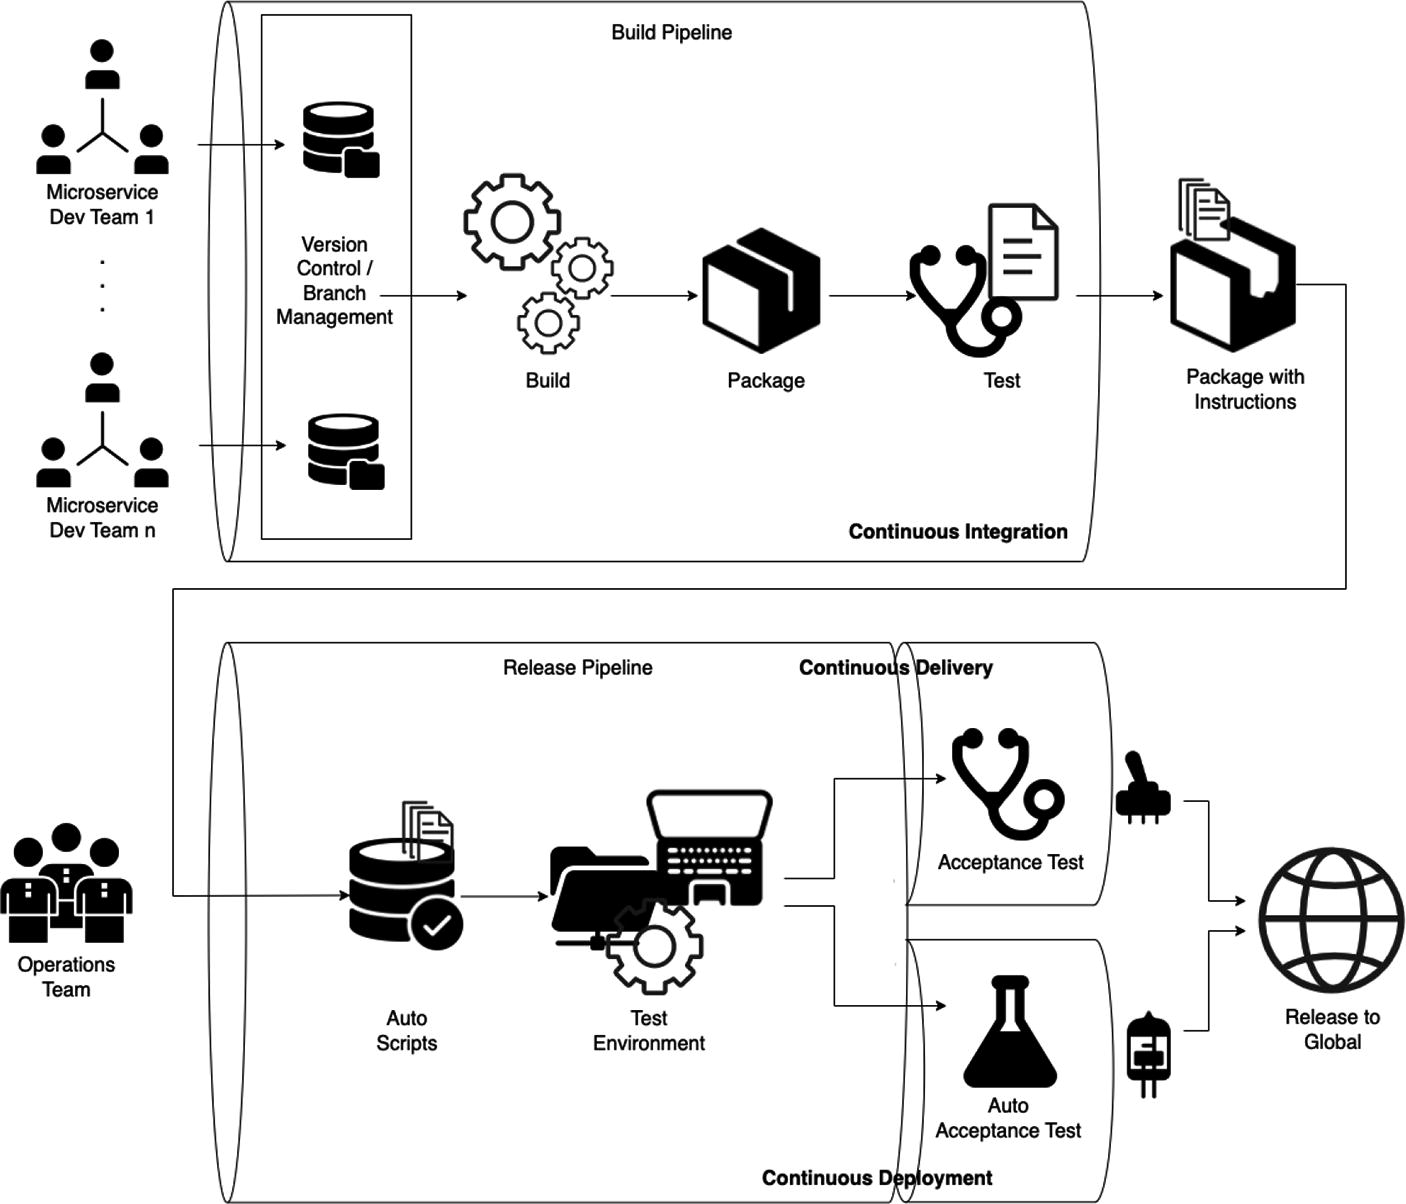 Build Pipeline
Microservice
Dev Team 1
.
.
.
Version
Control /
Branch
Management
Build
Package
Test
Package with
Instructions
Microservice
Dev Team n
Continuous Integration
Release Pipeline
Continuous Delivery
Acceptance Test
Operations
Team
Auto
Scripts
Test
Environment
Release to
Global
Auto
Acceptance Test
Continuous Deployment